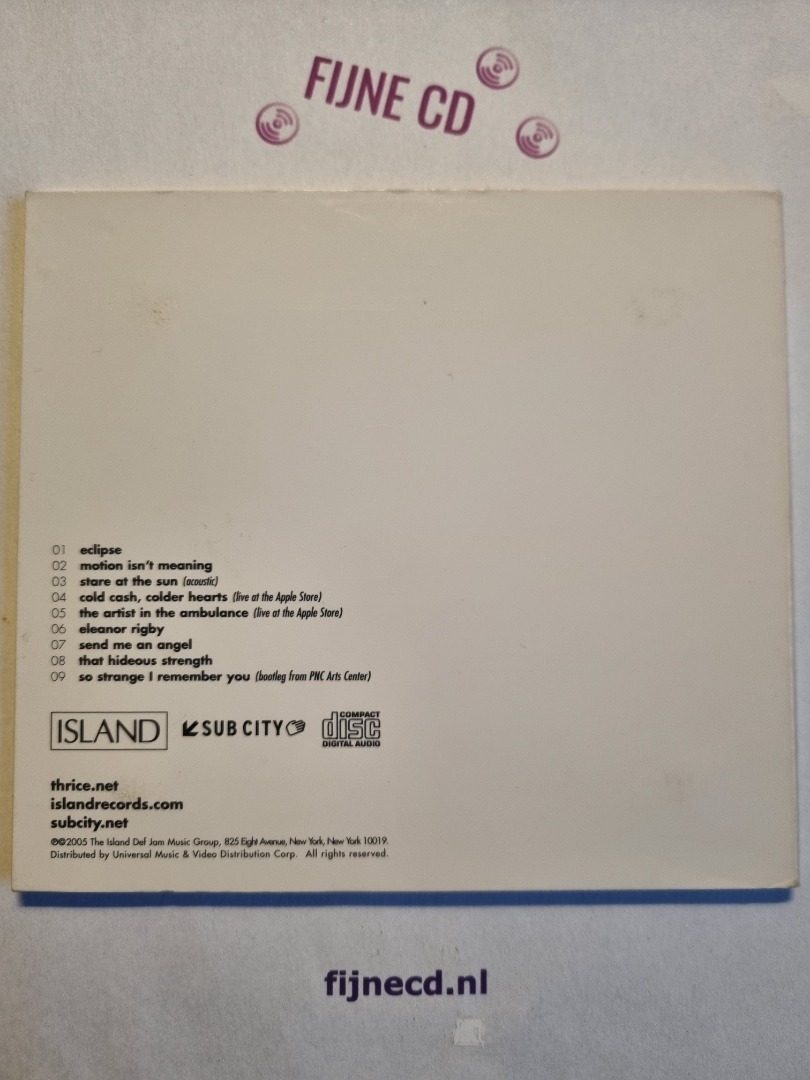 FIJNE CD
01 eclipse
02 motion isn't meaning
03 stare at the sun (acoustic)
04 cold cash, colder hearts (live at the Apple Store)
05 the artist in the ambulance (live at the Apple Store)
06 eleanor rigby
07 send me an angel
08 that hideous strength
09 so strange I remember you (bootleg from PNC Arts Center)
ISLAND SUB CITY COMPACT disc DIGITAL AUDIO
thrice.net
islandrecords.com
subcity.net
℗©2005 The Island Def Jam Music Group, 825 Eight Avenue, New York, New York 10019.
Distributed by Universal Music & Video Distribution Corp. All rights reserved.
fijnecd.nl